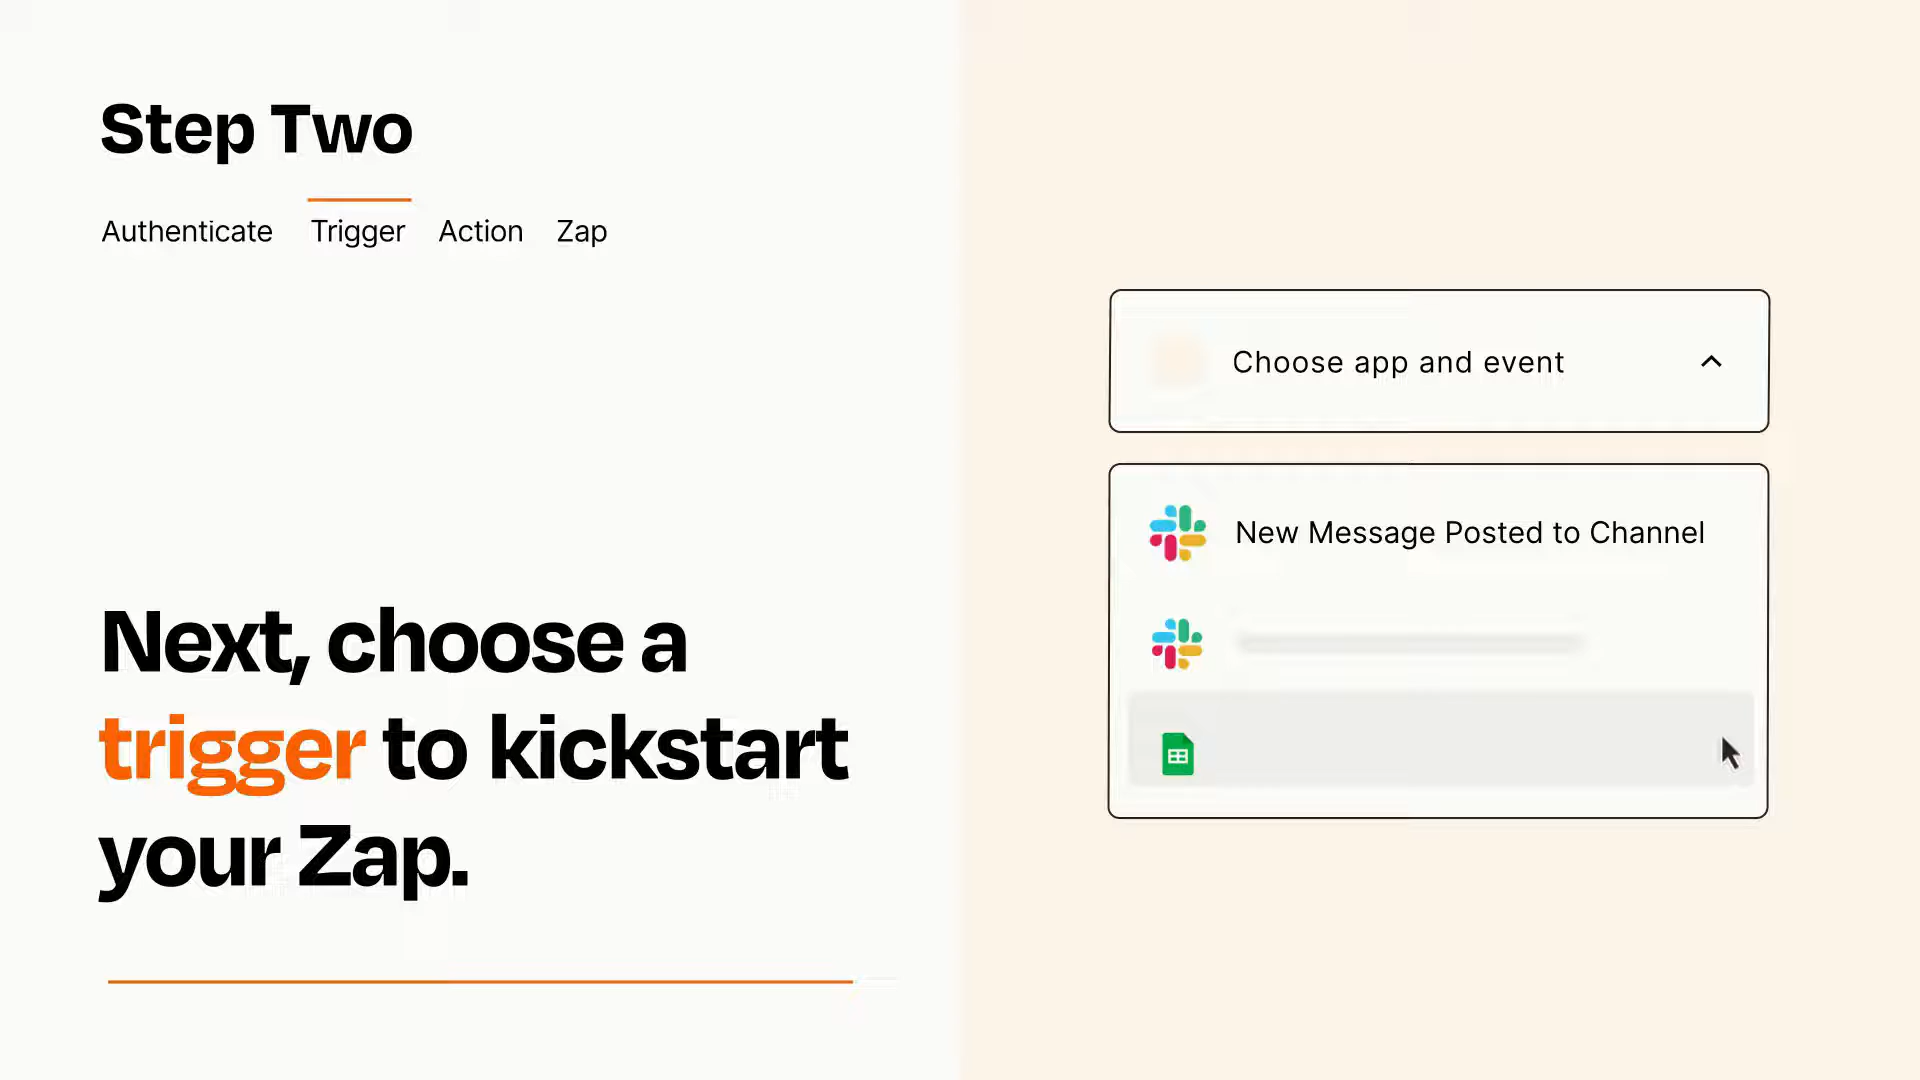 Step Two
Authenticate Trigger Action Zap
Next, choose a
trigger to kickstart
your Zap.
Choose app and event
New Message Posted to Channel